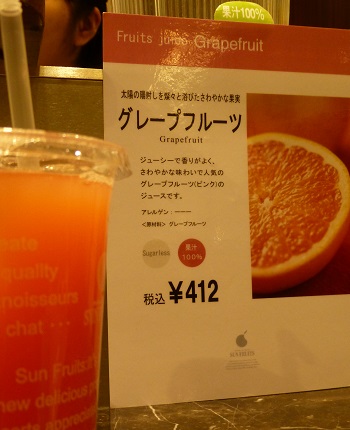 果汁100%
Fruits juice Grapefruit
太陽の陽射しを燦々と浴びたさわやかな果実
グレープフルーツ
Grapefruit
ジューシーで香りがよく、
さわやかな味わいで人気の
グレープフルーツ(ピンク)の
ジュースです。
アレルゲン：──
<原材料> グレープフルーツ
Sugarless
果汁
100%
税込 ¥412
eate
quality
nnoisseurs
chat ...
Sun Fruits
new delicious